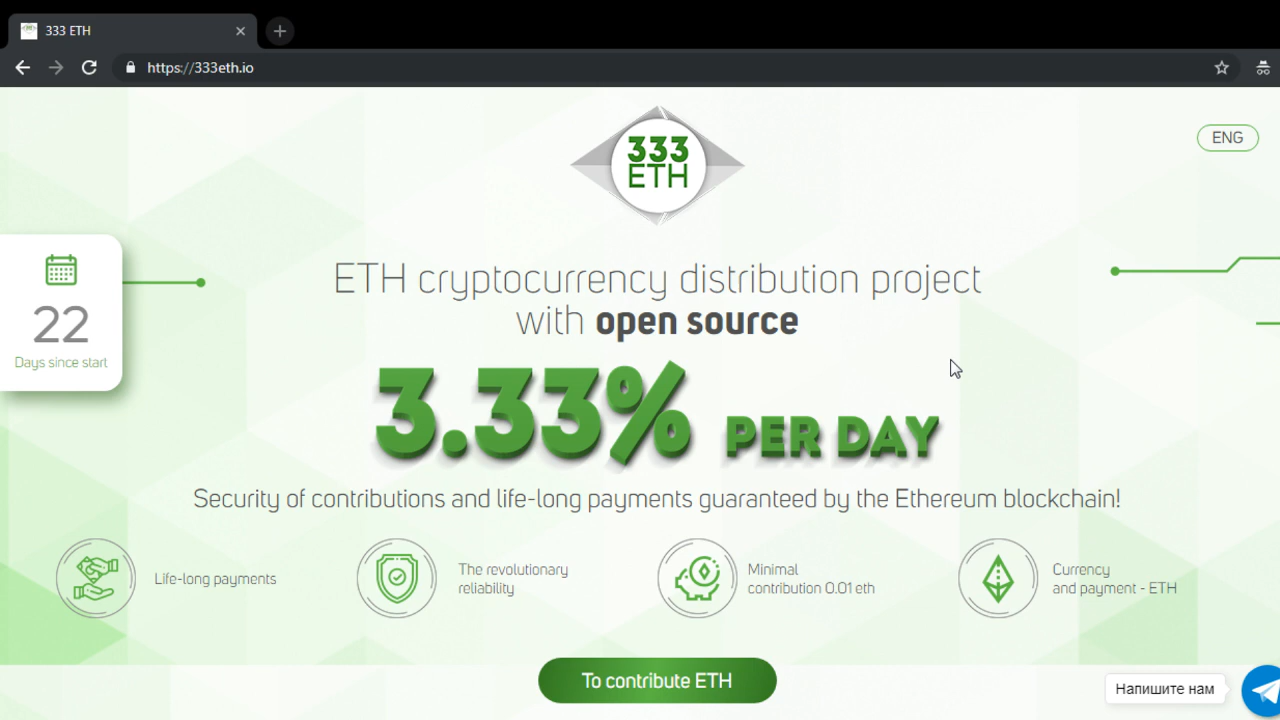 333 ETH
https://333eth.io
333
ETH
ENG
22
Days since start
ETH cryptocurrency distribution project
with open source
3.33% PER DAY
Security of contributions and life-long payments guaranteed by the Ethereum blockchain!
Life-long payments
The revolutionary
reliability
Minimal
contribution 0.01 eth
Currency
and payment - ETH
To contribute ETH
Напишите нам